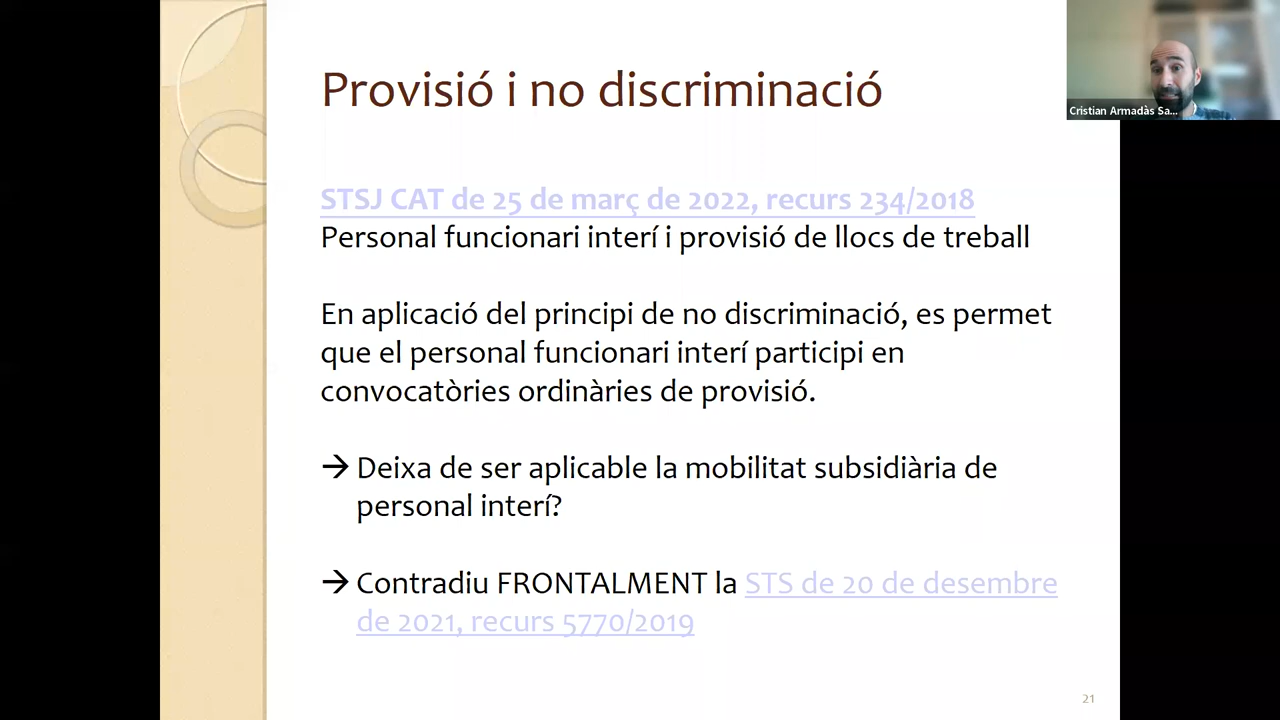 Provisió i no discriminació
Cristian Armadàs Sa...
STSJ CAT de 25 de març de 2022, recurs 234/2018
Personal funcionari interí i provisió de llocs de treball
En aplicació del principi de no discriminació, es permet
que el personal funcionari interí participi en
convocatòries ordinàries de provisió.
→ Deixa de ser aplicable la mobilitat subsidiària de
personal interí?
→ Contradiu FRONTALMENT la STS de 20 de desembre
de 2021, recurs 5770/2019
21